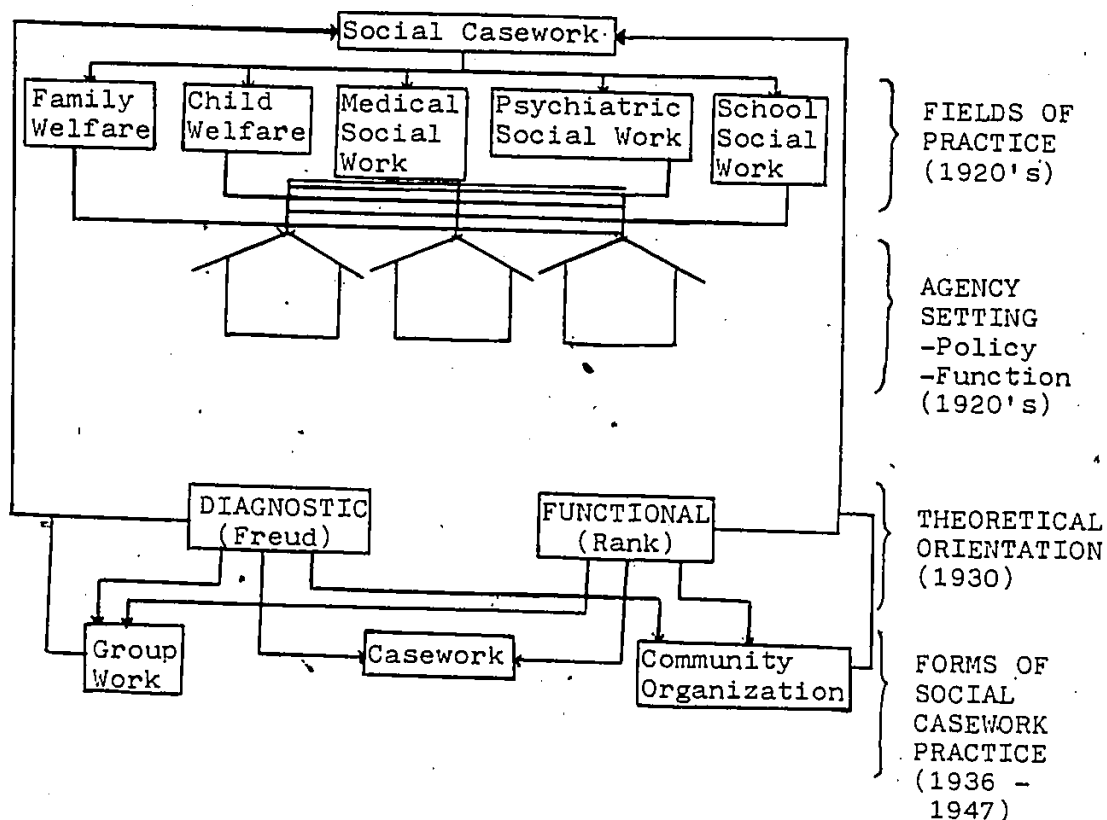 Social Casework
Family
Welfare
Child
Welfare
Medical
Social
Work
Psychiatric
Social Work
School
Social
Work
FIELDS OF
PRACTICE
(1920's)
AGENCY
SETTING
-Policy
-Function
(1920's)
DIAGNOSTIC
(Freud)
FUNCTIONAL
(Rank)
THEORETICAL
ORIENTATION
(1930)
Group
Work
Casework
Community
Organization
FORMS OF
SOCIAL
CASEWORK
PRACTICE
(1936 -
1947)